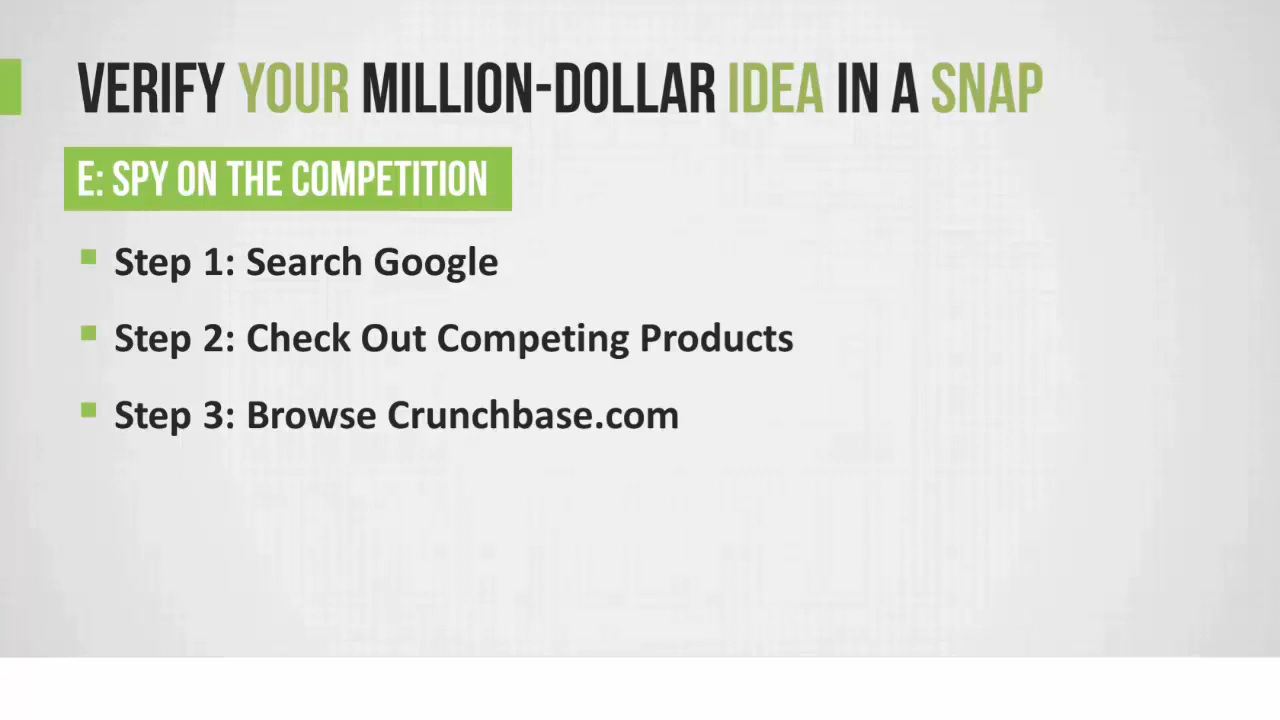 VERIFY YOUR MILLION-DOLLAR IDEA IN A SNAP
E: SPY ON THE COMPETITION
Step 1: Search Google
Step 2: Check Out Competing Products
Step 3: Browse Crunchbase.com